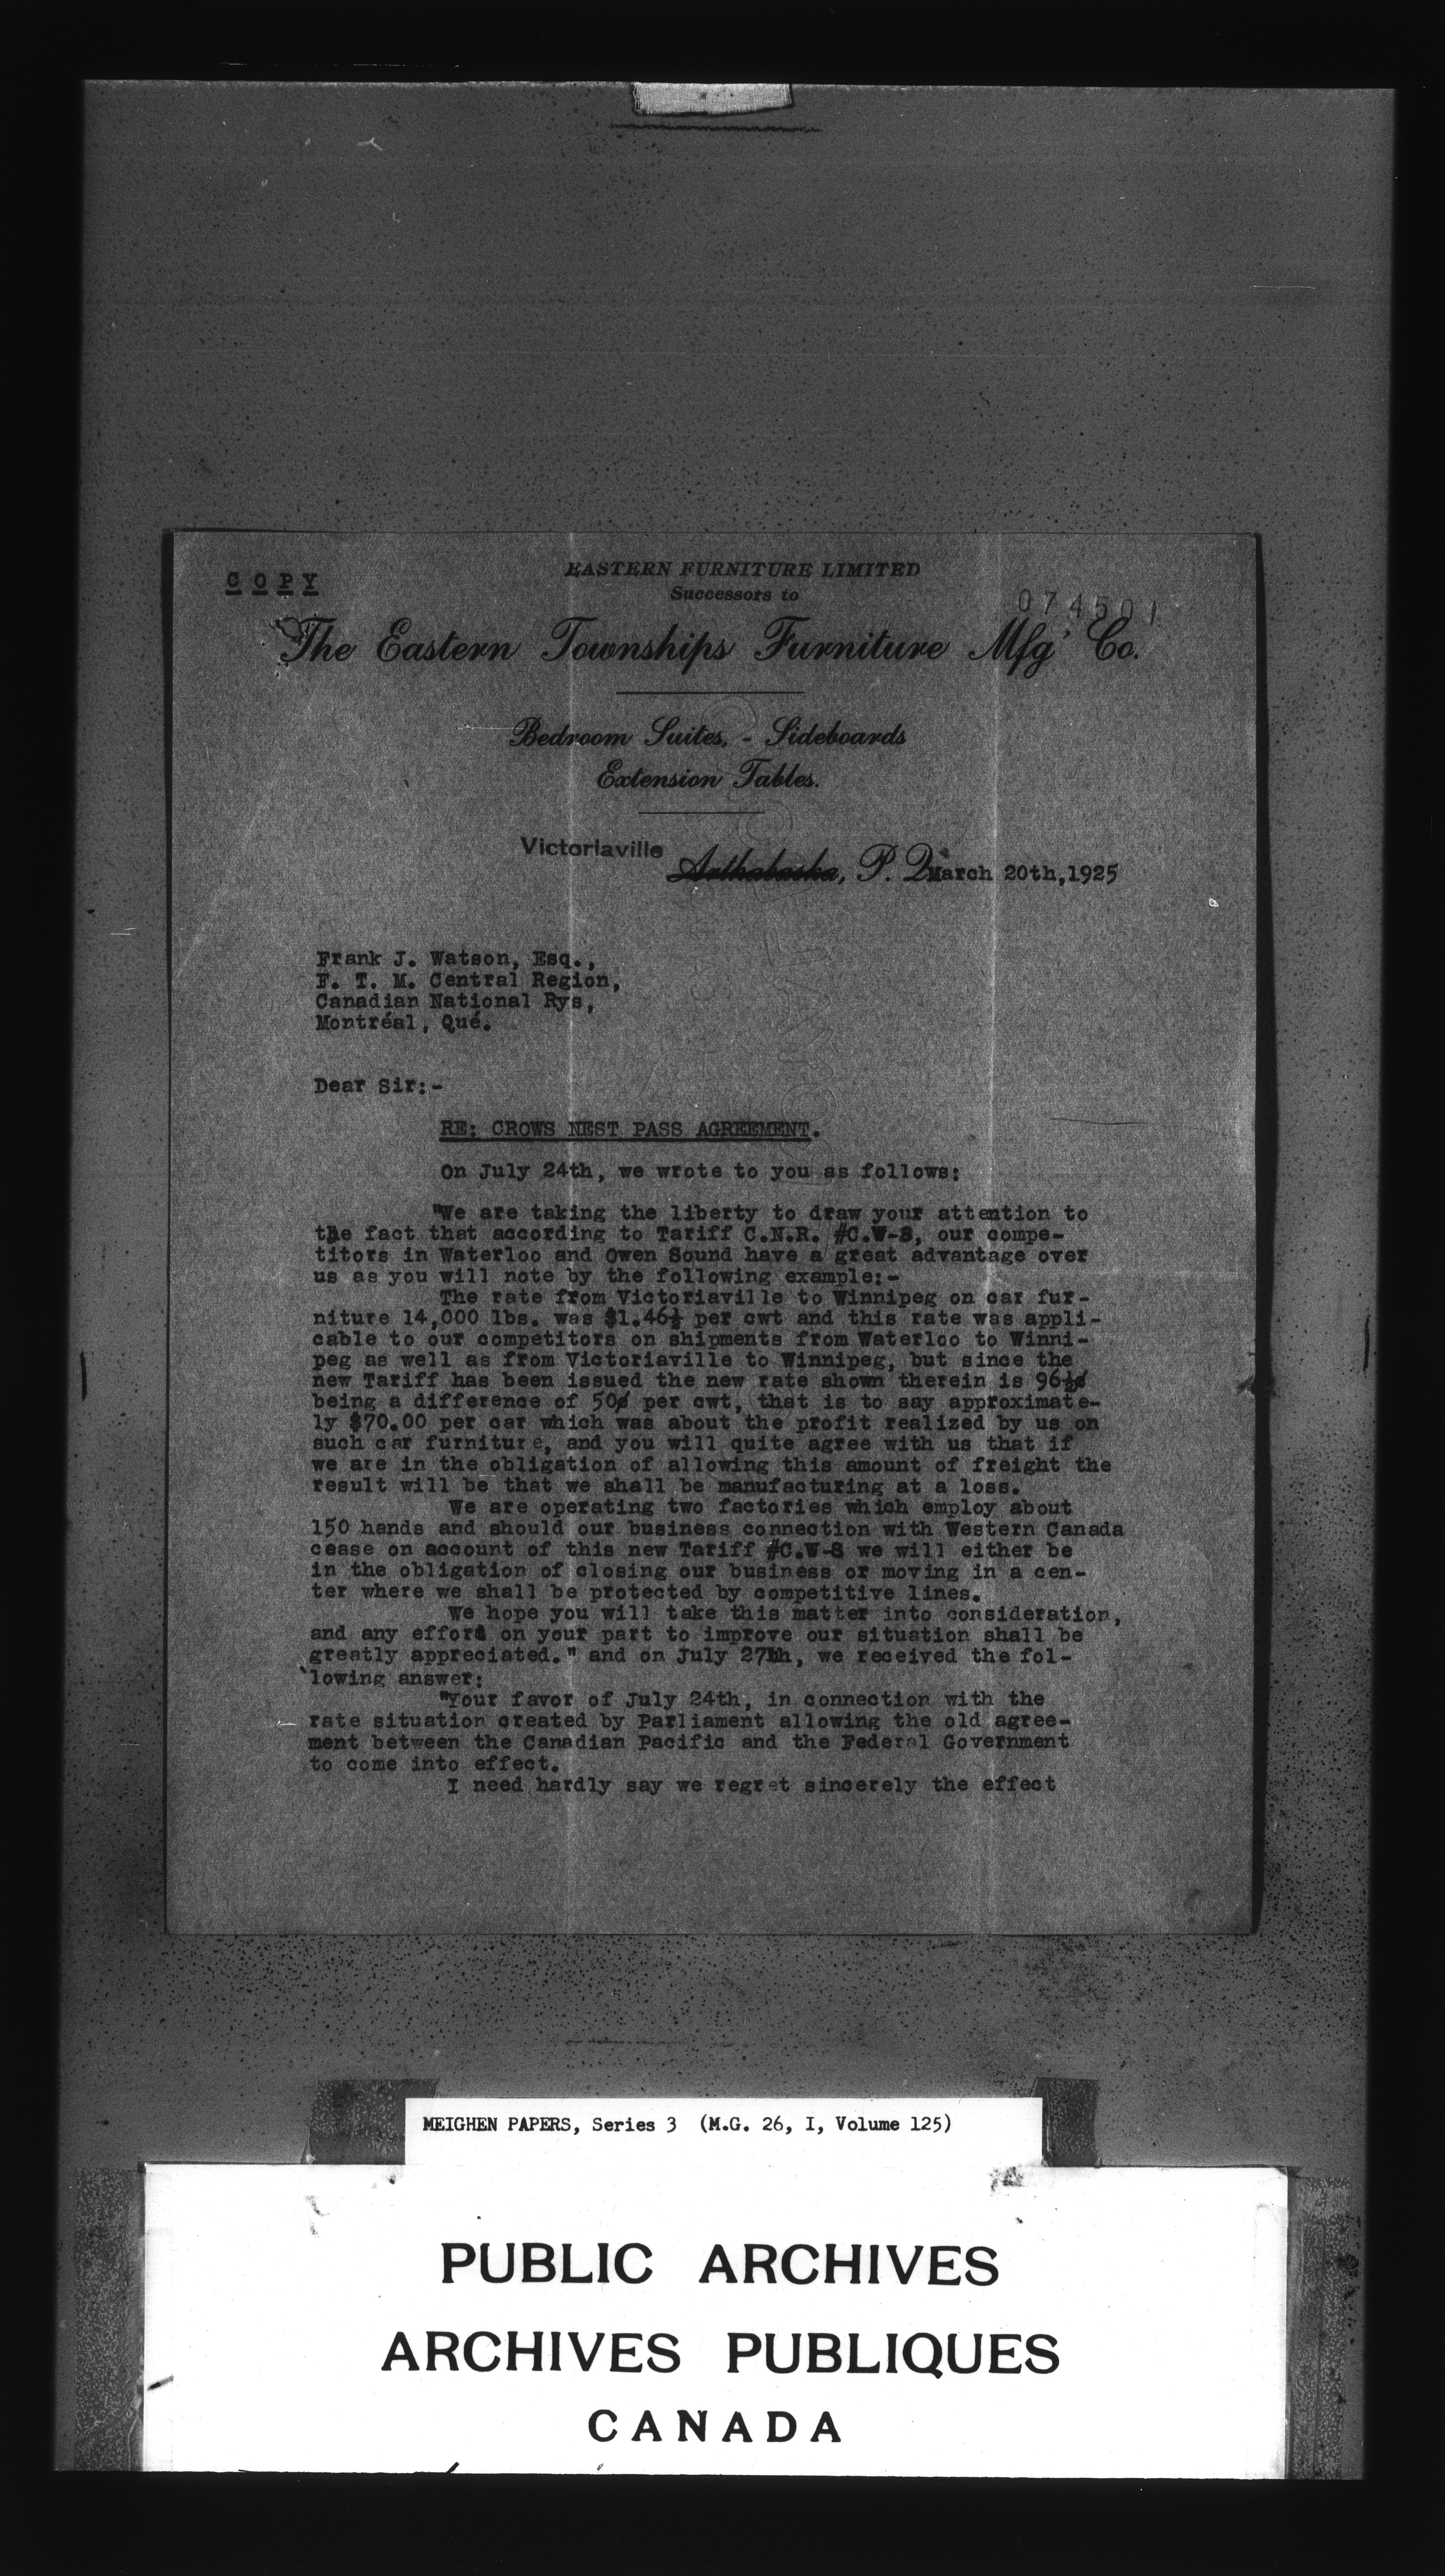 COPY
EASTERN FURNITURE LIMITED
Successors to
074501
The Eastern Townships Furniture Mfg' Co.
Bedroom Suites, - Sideboards
Extension Tables.
Victoriaville
Arthabaska, P. Q. March 20th, 1925
Frank J. Watson, Esq.,
F. T. M. Central Region,
Canadian National Rys,
Montréal, Qué.
Dear Sir:-
RE: CROWS NEST PASS AGREEMENT.
On July 24th, we wrote to you as follows:
"We are taking the liberty to draw your attention to
the fact that according to Tariff C.N.R. #C.W-8, our compe-
titors in Waterloo and Owen Sound have a great advantage over
us as you will note by the following example:-
The rate from Victoriaville to Winnipeg on car fur-
niture 14,000 lbs. was $1.46½ per cwt and this rate was appli-
cable to our competitors on shipments from Waterloo to Winni-
peg as well as from Victoriaville to Winnipeg, but since the
new Tariff has been issued the new rate shown therein is 96½¢
being a difference of 50¢ per cwt, that is to say approximate-
ly $70.00 per car which was about the profit realized by us on
such car furniture, and you will quite agree with us that if
we are in the obligation of allowing this amount of freight the
result will be that we shall be manufacturing at a loss.
We are operating two factories which employ about
150 hands and should our business connection with Western Canada
cease on account of this new Tariff #C.W-8 we will either be
in the obligation of closing our business or moving in a cen-
ter where we shall be protected by competitive lines.
We hope you will take this matter into consideration,
and any effort on your part to improve our situation shall be
greatly appreciated." and on July 27th, we received the fol-
lowing answer:
"Your favor of July 24th, in connection with the
rate situation created by Parliament allowing the old agree-
ment between the Canadian Pacific and the Federal Government
to come into effect.
I need hardly say we regret sincerely the effect
MEIGHEN PAPERS, Series 3 (M.G. 26, I, Volume 125)
PUBLIC ARCHIVES
ARCHIVES PUBLIQUES
CANADA